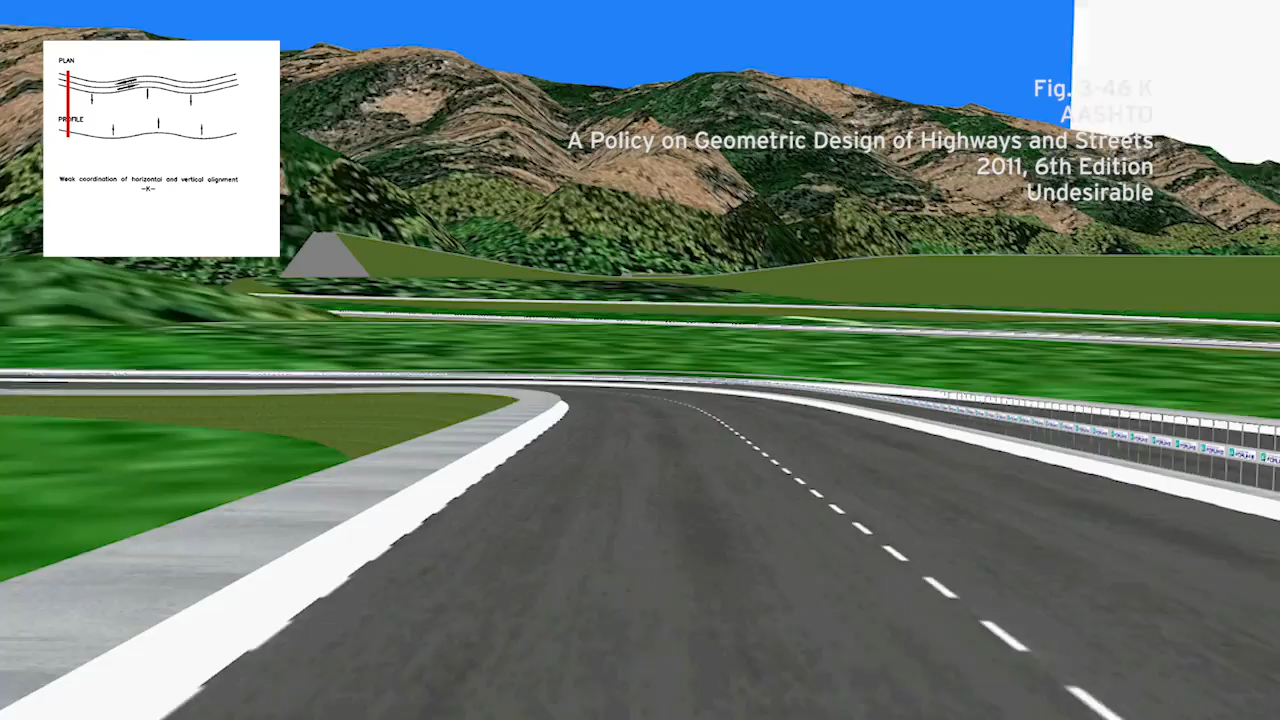 PLAN
PROFILE
Weak coordination of horizontal and vertical alignment
-K-
Fig. 3-46 K
AASHTO
A Policy on Geometric Design of Highways and Streets
2011, 6th Edition
Undesirable